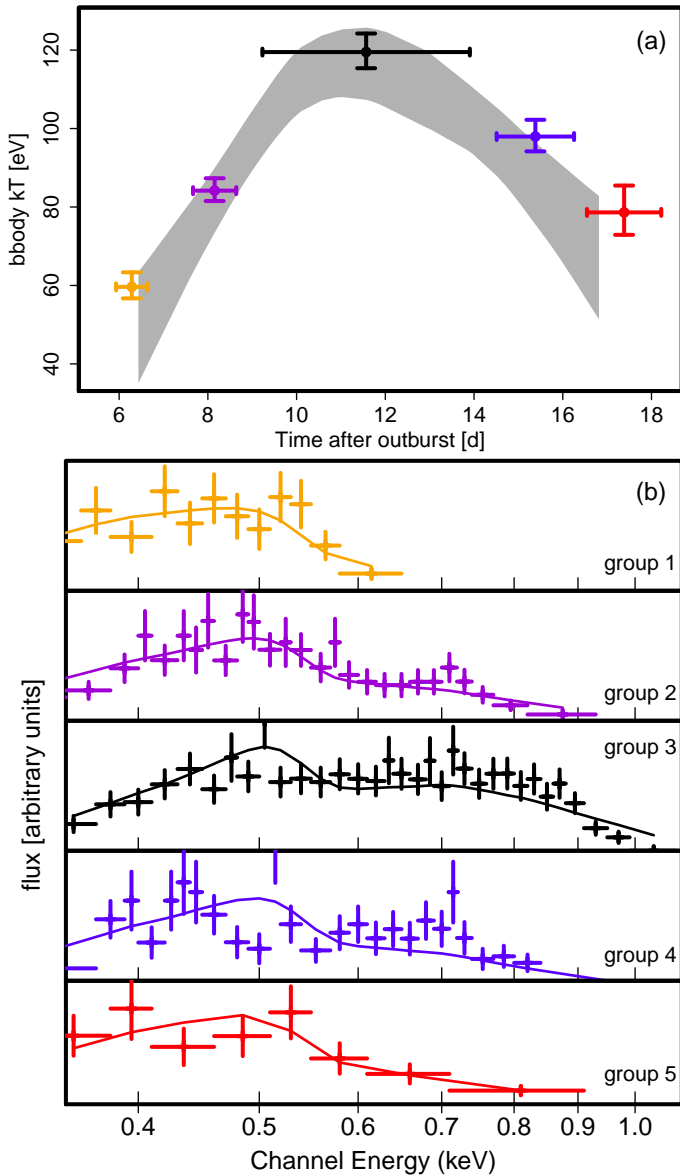 (a)
bbody kT [eV]
120
100
80
60
40
6 8 10 12 14 16 18
Time after outburst [d]
(b)
group 1
group 2
group 3
group 4
group 5
flux [arbitrary units]
0.4 0.5 0.6 0.7 0.8 0.9 1.0
Channel Energy (keV)